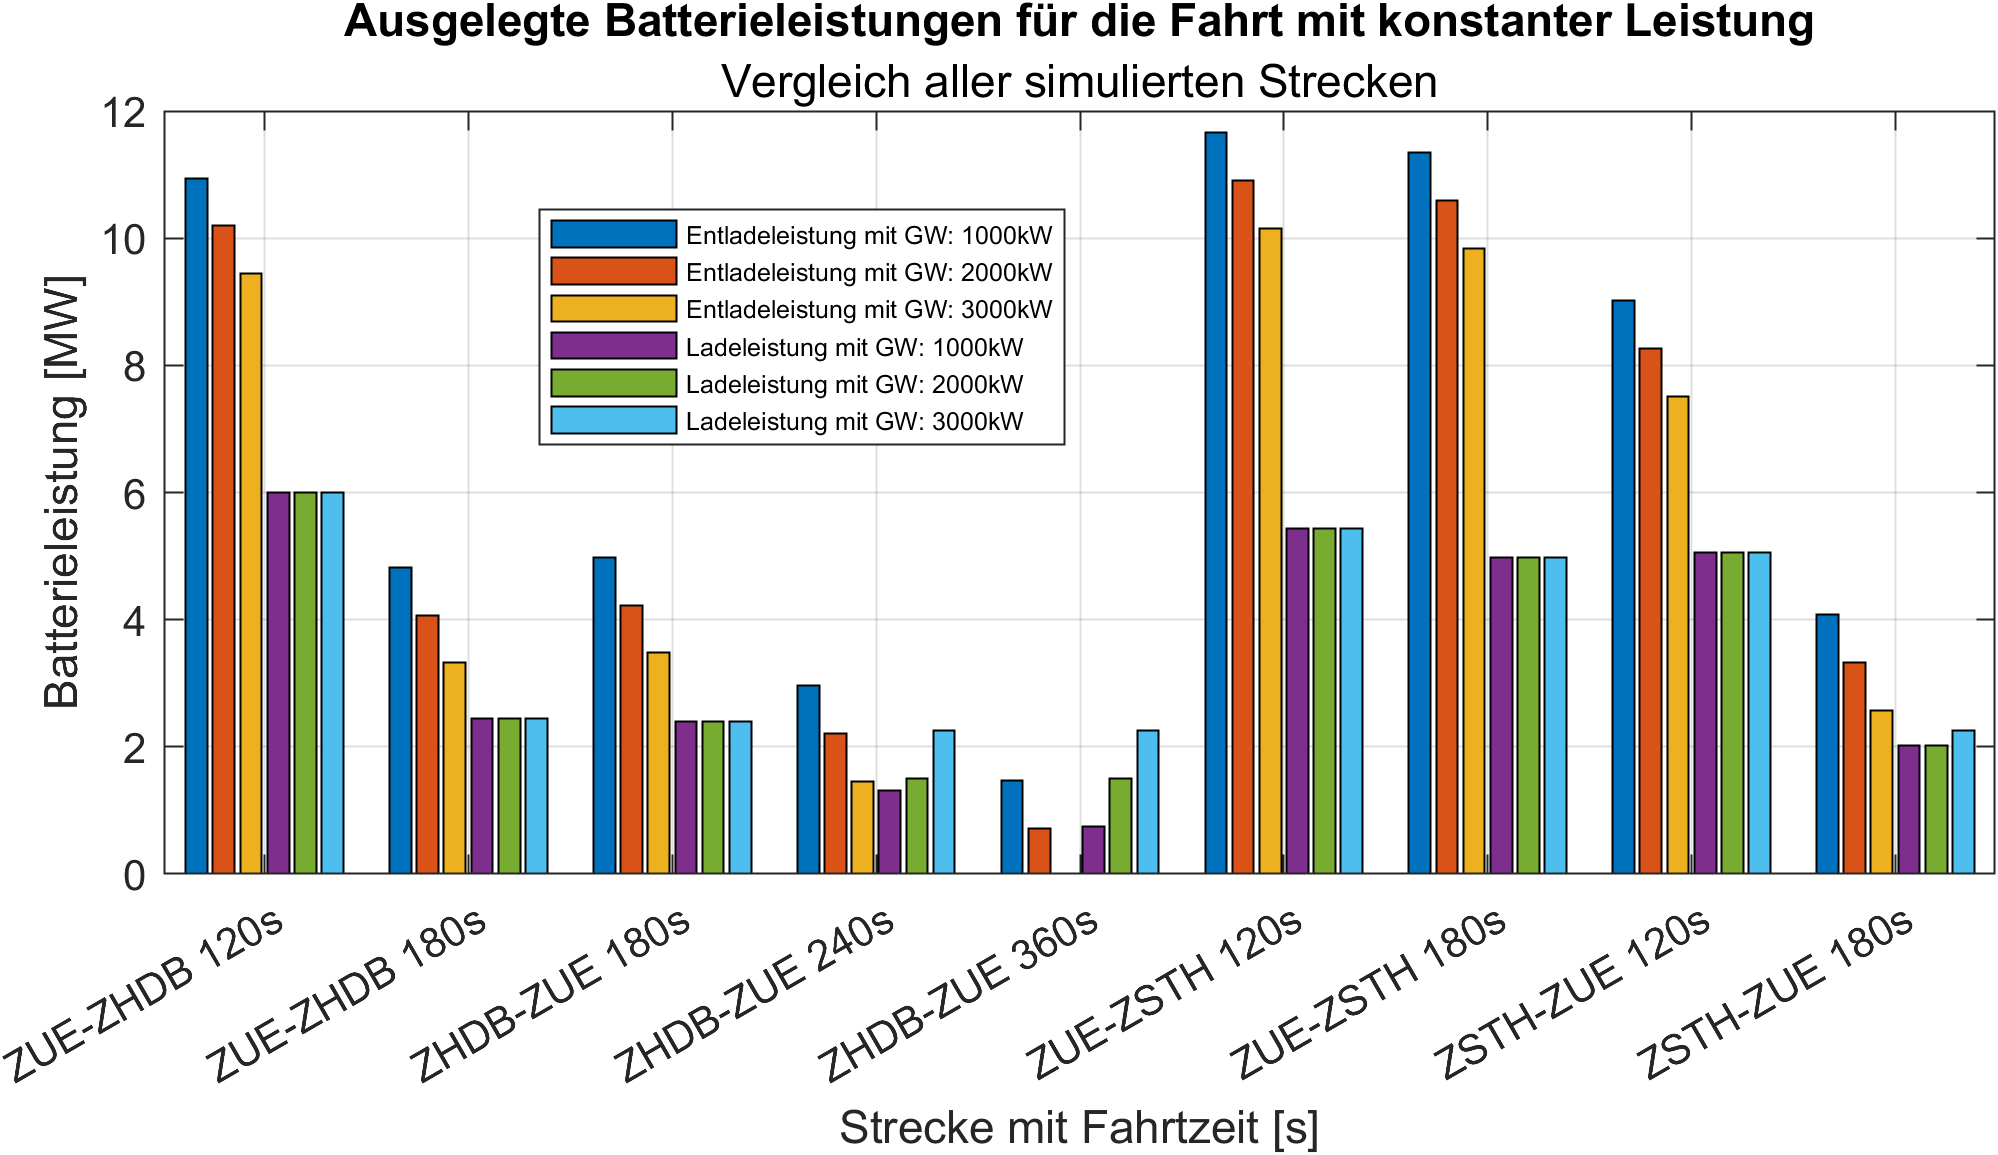 Ausgelegte Batterieleistungen für die Fahrt mit konstanter Leistung
Vergleich aller simulierten Strecken
Batterieleistung [MW]
12
10
8
6
4
2
0
Entladeleistung mit GW: 1000kW
Entladeleistung mit GW: 2000kW
Entladeleistung mit GW: 3000kW
Ladeleistung mit GW: 1000kW
Ladeleistung mit GW: 2000kW
Ladeleistung mit GW: 3000kW
ZUE-ZHDB 120s
ZUE-ZHDB 180s
ZHDB-ZUE 180s
ZHDB-ZUE 240s
ZHDB-ZUE 360s
ZUE-ZSTH 120s
ZUE-ZSTH 180s
ZSTH-ZUE 120s
ZSTH-ZUE 180s
Strecke mit Fahrtzeit [s]